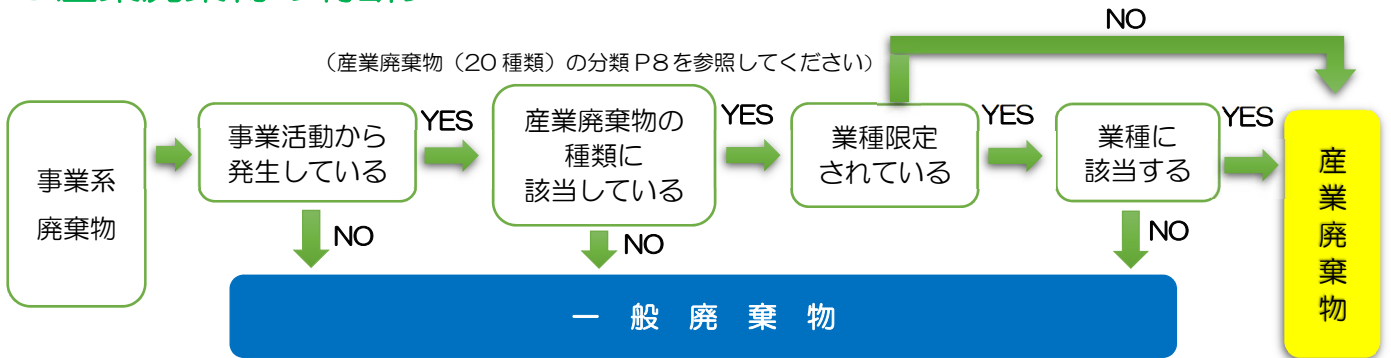 NO
（産業廃棄物（20種類）の分類P8を参照してください）
事業系
廃棄物
事業活動から
発生している
YES
産業廃棄物の
種類に
該当している
YES
業種限定
されている
YES
業種に
該当する
YES
産業廃棄物
NO
NO
NO
一般廃棄物